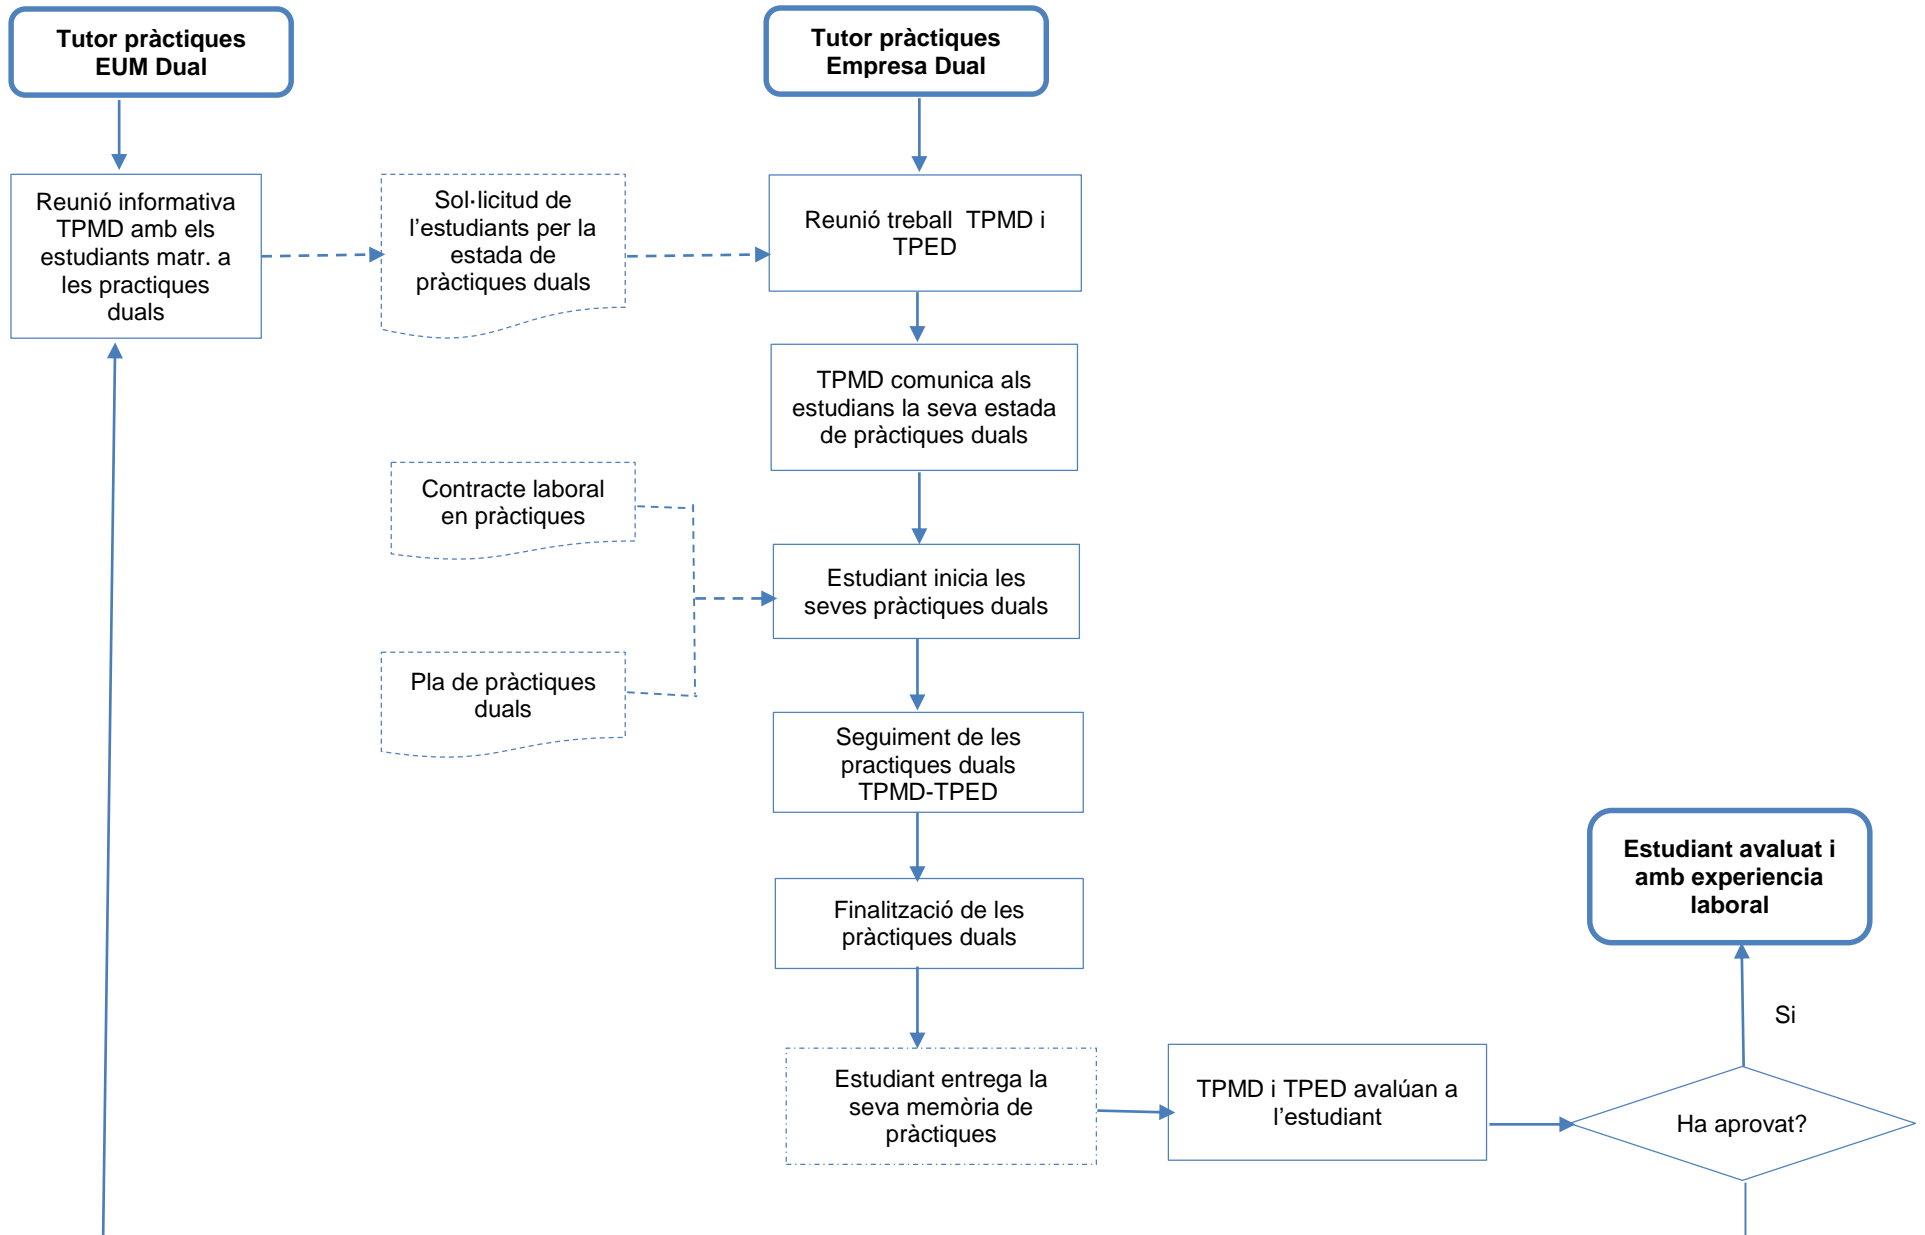 Tutor pràctiques
EUM Dual
Tutor pràctiques
Empresa Dual
Reunió informativa
TPMD amb els
estudiants matr. a
les practiques
duals
Sol·licitud de
l’estudiants per la
estada de
pràctiques duals
Reunió treball  TPMD i
TPED
TPMD comunica als
estudians la seva estada
de pràctiques duals
Contracte laboral
en pràctiques
Estudiant inicia les
seves pràctiques duals
Pla de pràctiques
duals
Seguiment de les
practiques duals
TPMD-TPED
Finalització de les
pràctiques duals
Estudiant avaluat i
amb experiencia
laboral
Si
Estudiant entrega la
seva memòria de
pràctiques
TPMD i TPED avalúan a
l’estudiant
Ha aprovat?